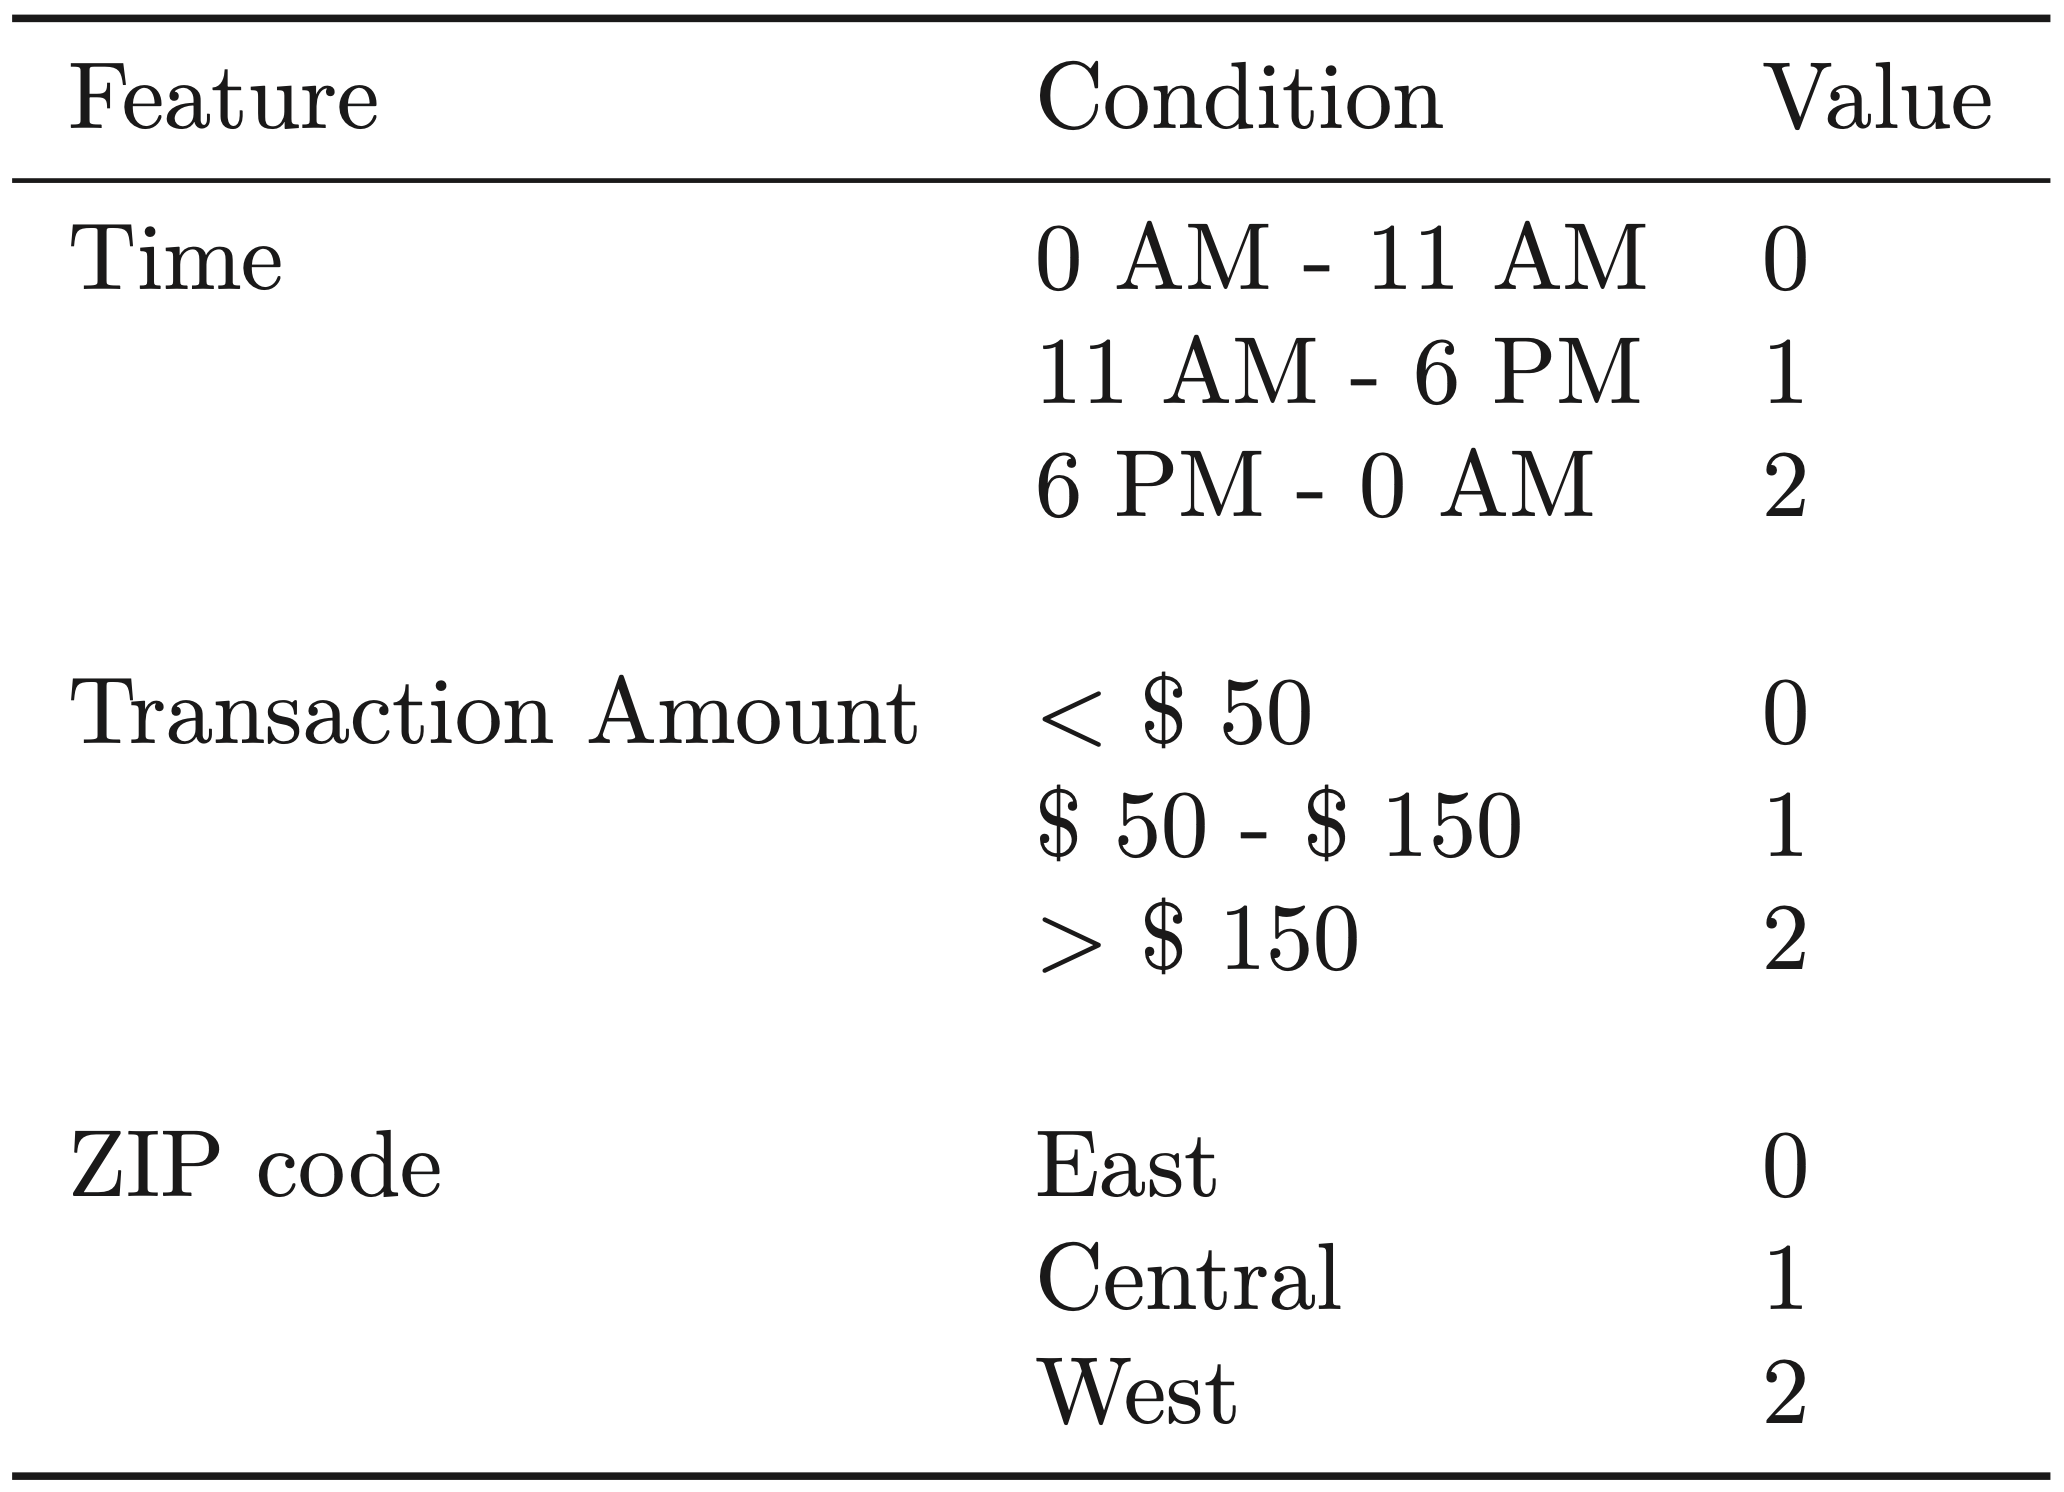 Feature Condition Value
Time 0 AM - 11 AM 0
11 AM - 6 PM 1
6 PM - 0 AM 2
Transaction Amount < $ 50 0
$ 50 - $ 150 1
> $ 150 2
ZIP code East 0
Central 1
West 2